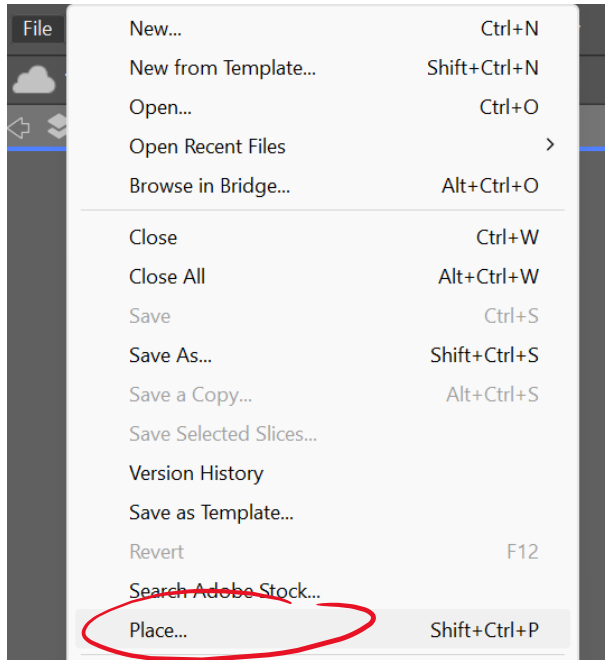 File
New... Ctrl+N
New from Template... Shift+Ctrl+N
Open... Ctrl+O
Open Recent Files
Browse in Bridge... Alt+Ctrl+O
Close Ctrl+W
Close All Alt+Ctrl+W
Save Ctrl+S
Save As... Shift+Ctrl+S
Save a Copy... Alt+Ctrl+S
Save Selected Slices...
Version History
Save as Template...
Revert F12
Search Adobe Stock...
Place... Shift+Ctrl+P